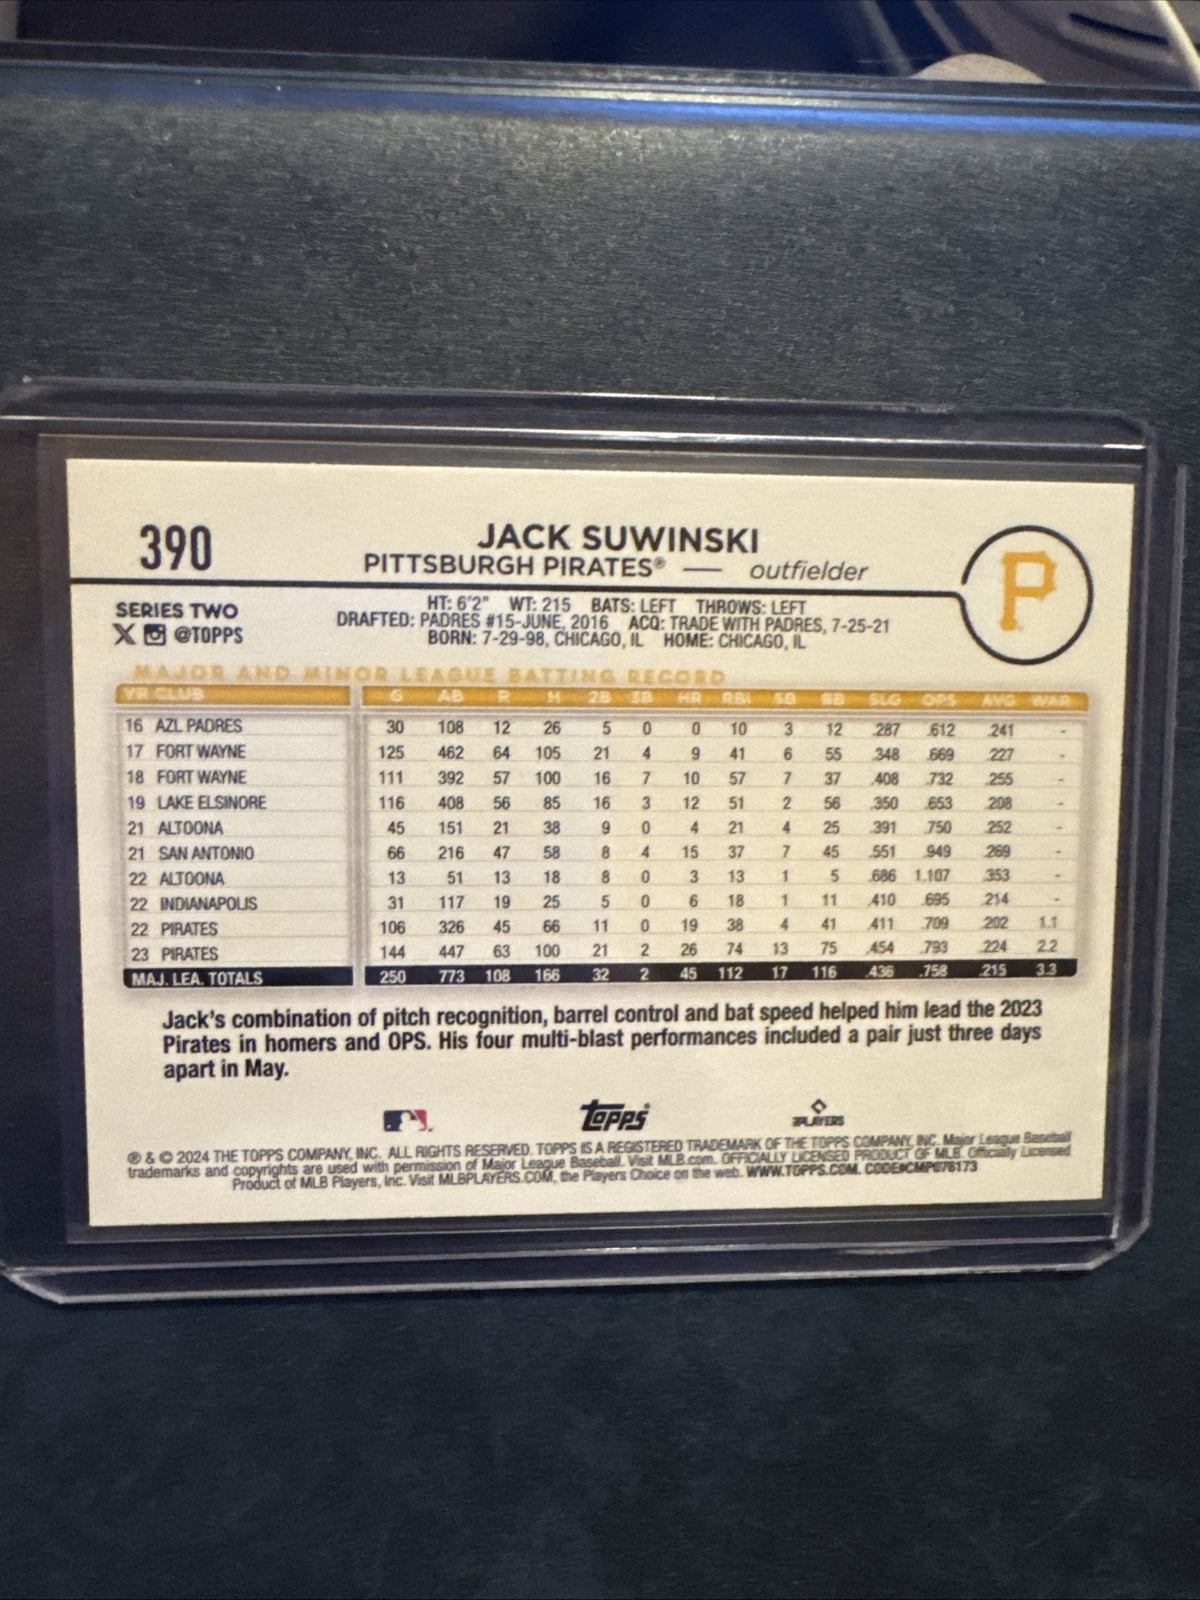 390
JACK SUWINSKI
PITTSBURGH PIRATES® — outfielder
P
SERIES TWO
X @TOPPS
HT: 6'2" WT: 215 BATS: LEFT THROWS: LEFT
DRAFTED: PADRES #15-JUNE, 2016 ACQ: TRADE WITH PADRES, 7-25-21
BORN: 7-29-98, CHICAGO, IL HOME: CHICAGO, IL
MAJOR AND MINOR LEAGUE BATTING RECORD
YR CLUB G AB R H 2B 3B HR RBI SB BB SLG OPS AVG WAR
16 AZL PADRES 30 108 12 26 5 0 0 10 3 12 .287 .612 .241 -
17 FORT WAYNE 125 462 64 105 21 4 9 41 6 55 .348 .669 .227 -
18 FORT WAYNE 111 392 57 100 16 7 10 57 7 37 .408 .732 .255 -
19 LAKE ELSINORE 116 408 56 85 16 3 12 51 2 56 .350 .653 .208 -
21 ALTOONA 45 151 21 38 9 0 4 21 4 25 .391 .750 .252 -
21 SAN ANTONIO 66 216 47 58 8 4 15 37 7 45 .551 .949 .269 -
22 ALTOONA 13 51 13 18 8 0 3 13 1 5 .686 1.107 .353 -
22 INDIANAPOLIS 31 117 19 25 5 0 6 18 1 11 .410 .695 .214 -
22 PIRATES 106 326 45 66 11 0 19 38 4 41 .411 .709 .202 1.1
23 PIRATES 144 447 63 100 21 2 26 74 13 75 .454 .793 .224 2.2
MAJ. LEA. TOTALS 250 773 108 166 32 2 45 112 17 116 .436 .758 .215 3.3
Jack's combination of pitch recognition, barrel control and bat speed helped him lead the 2023
Pirates in homers and OPS. His four multi-blast performances included a pair just three days
apart in May.
Topps
PLAYERS
® & © 2024 THE TOPPS COMPANY, INC. ALL RIGHTS RESERVED. TOPPS IS A REGISTERED TRADEMARK OF THE TOPPS COMPANY, INC. Major League Baseball
trademarks and copyrights are used with permission of Major League Baseball. Visit MLB.com. OFFICIALLY LICENSED PRODUCT OF MLB. Officially Licensed
Product of MLB Players, Inc. Visit MLBPLAYERS.COM, the Players Choice on the web. WWW.TOPPS.COM. CODE#CMP078173